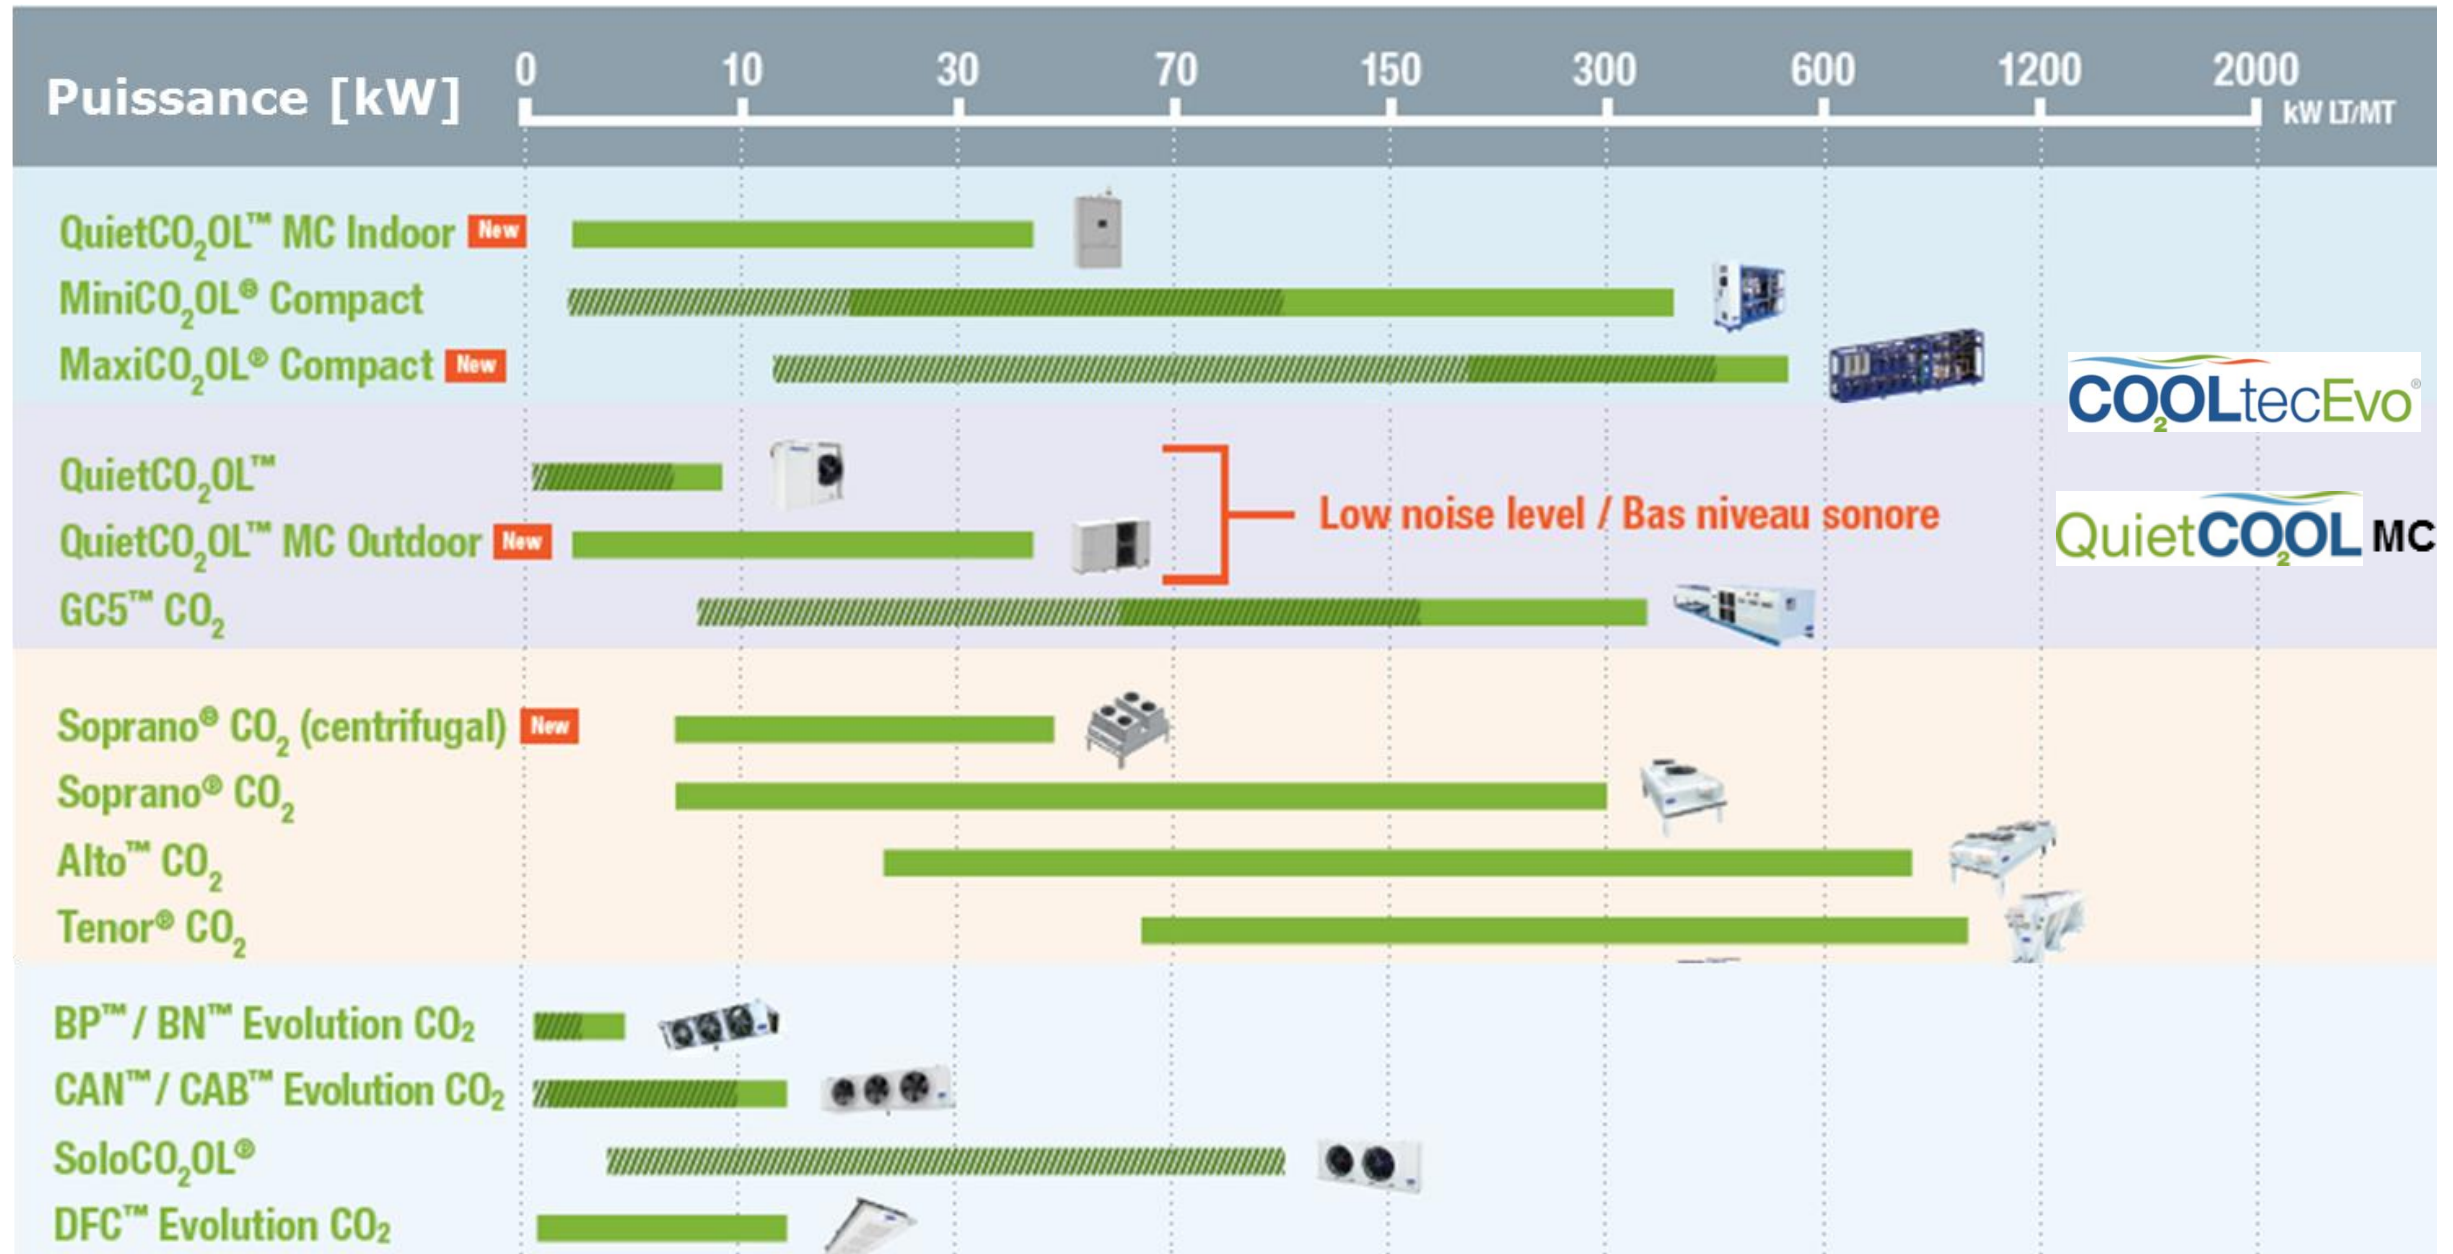 Puissance [kW]
0 10 30 70 150 300 600 1200 2000
kW LT/MT
QuietCO₂OL™ MC Indoor New
MiniCO₂OL® Compact
MaxiCO₂OL® Compact New
CO₂OLtecEvo®
QuietCO₂OL™
QuietCO₂OL™ MC Outdoor New
Low noise level / Bas niveau sonore
QuietCO₂OL MC
GC5™ CO₂
Soprano® CO₂ (centrifugal) New
Soprano® CO₂
Alto™ CO₂
Tenor® CO₂
BP™ / BN™ Evolution CO₂
CAN™ / CAB™ Evolution CO₂
SoloCO₂OL®
DFC™ Evolution CO₂